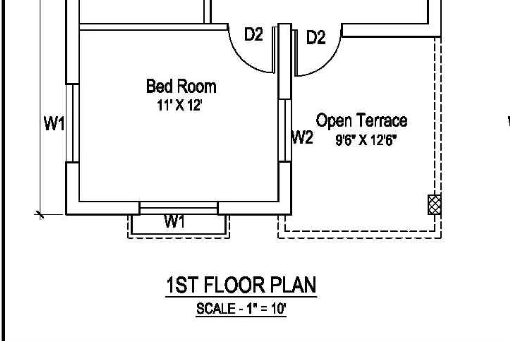 D2
D2
Bed Room
11' X 12'
W1
W2
Open Terrace
9'6" X 12'6"
W1
1ST FLOOR PLAN
SCALE - 1" = 10'